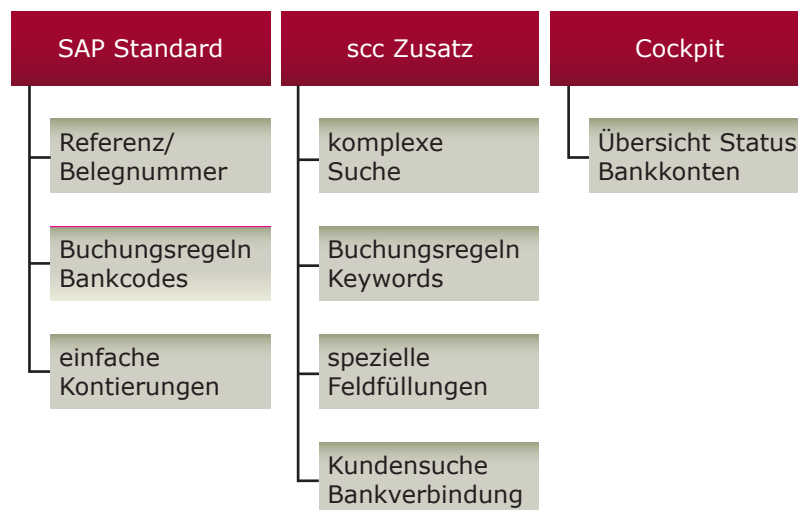 SAP Standard
Referenz/
Belegnummer
Buchungsregeln
Bankcodes
einfache
Kontierungen
scc Zusatz
komplexe
Suche
Buchungsregeln
Keywords
spezielle
Feldfüllungen
Kundensuche
Bankverbindung
Cockpit
Übersicht Status
Bankkonten